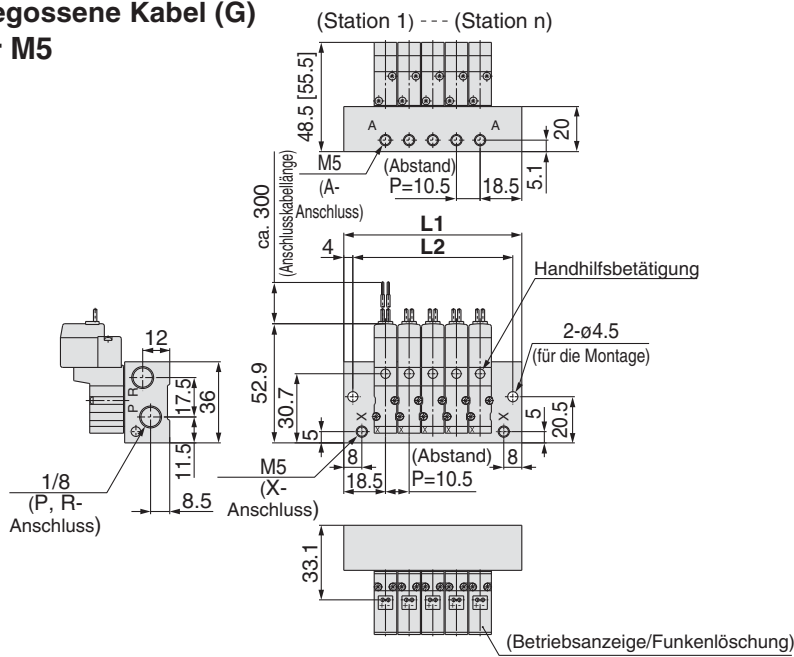 egossene Kabel (G)
M5
(Station 1) --- (Station n)
48.5 [55.5]
A
A
20
5.1
M5
(A-
Anschluss)
(Abstand)
P=10.5
18.5
ca. 300
(Anschlusskabellänge)
L1
4
L2
Handhilfsbetätigung
2-ø4.5
(für die Montage)
12
R
P
17.5
36
11.5
8.5
1/8
(P, R-
Anschluss)
52.9
30.7
5
X
X
5
20.5
8
8
M5
(X-
Anschluss)
18.5
(Abstand)
P=10.5
33.1
(Betriebsanzeige/Funkenlöschung)